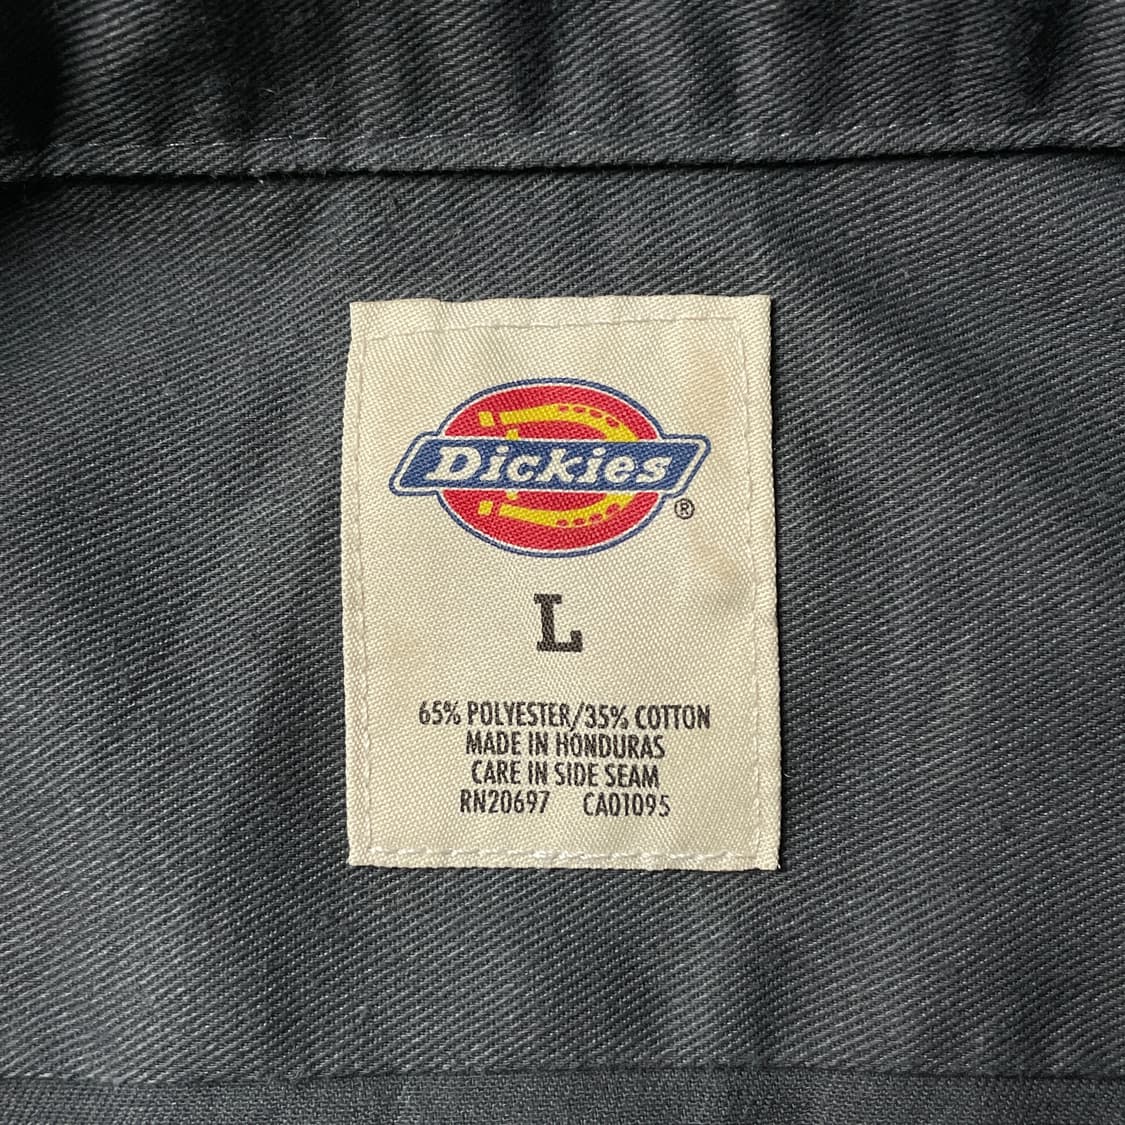 Dickies
®
L
65% POLYESTER/35% COTTON
MADE IN HONDURAS
CARE IN SIDE SEAM
RN20697 CA01095